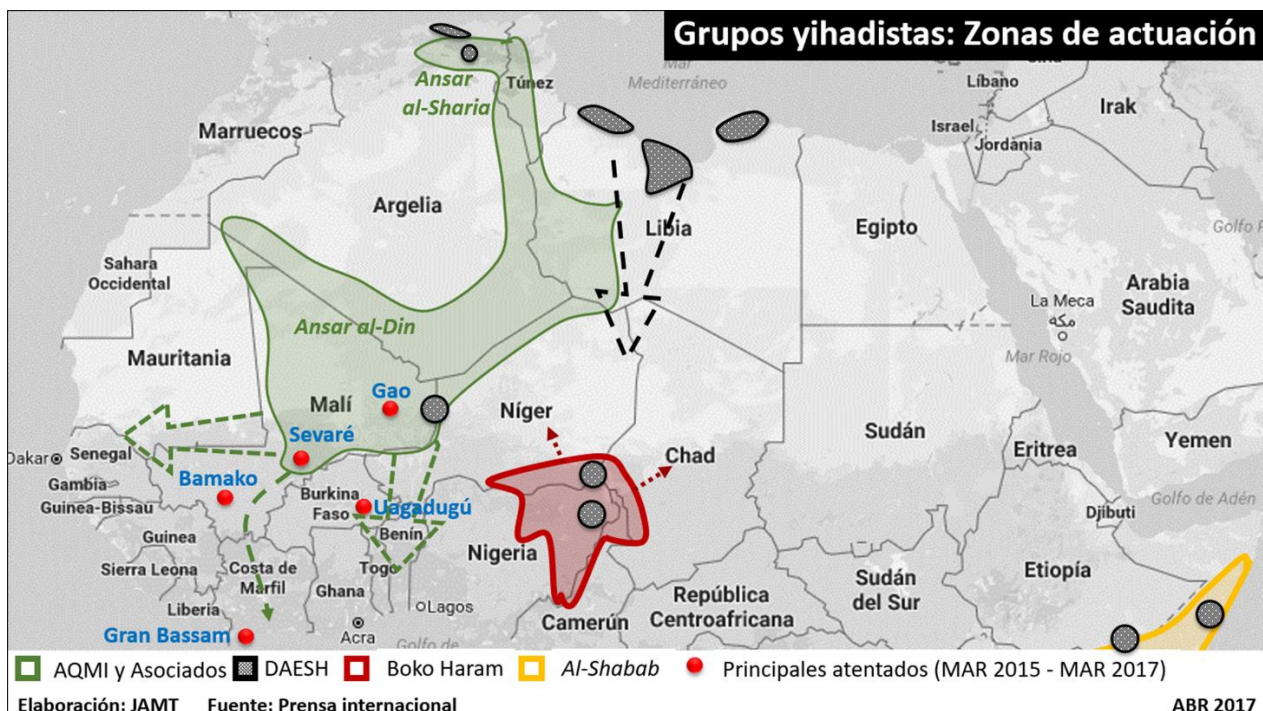 Grupos yihadistas: Zonas de actuación
Mar
Mediterráneo
Líbano
Irak
Israel
Jordania
Túnez
Ansar
al-Sharia
Marruecos
Argelia
Libia
Egipto
Golfo
Sahara
Occidental
La Meca
مكة
Arabia
Saudita
Mar Rojo
Ansar al-Din
Mauritania
Gao
Malí
Níger
Sevaré
Sudán
Eritrea
Yemen
Dakar
Senegal
Chad
Gambia
Bamako
Burkina
Faso
Uagadugú
Golfo de Adén
Guinea-Bissau
Djibuti
Guinea
Benín
Nigeria
Sierra Leona
Costa de
Marfil
Togo
Ghana
Etiopía
Sudán
del Sur
República
Centroafricana
Liberia
Lagos
Camerún
Gran Bassam
Accra
Golfo de
AQMI y Asociados
DAESH
Boko Haram
Al-Shabab
Principales atentados (MAR 2015 - MAR 2017)
Elaboración: JAMT Fuente: Prensa internacional
ABR 2017